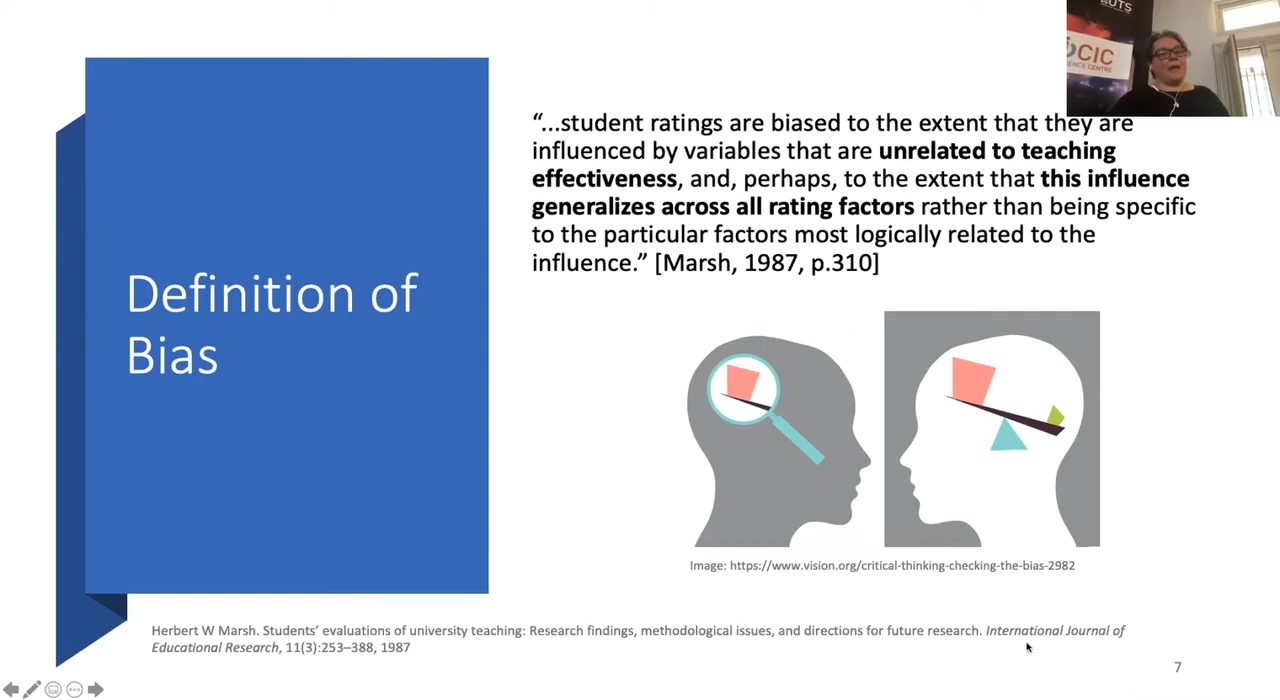 UTS
CIC
ENCE CENTRE
“...student ratings are biased to the extent that they are
influenced by variables that are unrelated to teaching
effectiveness, and, perhaps, to the extent that this influence
generalizes across all rating factors rather than being specific
to the particular factors most logically related to the
influence.” [Marsh, 1987, p.310]
Definition of
Bias
Image: https://www.vision.org/critical-thinking-checking-the-bias-2982
Herbert W Marsh. Students’ evaluations of university teaching: Research findings, methodological issues, and directions for future research. International Journal of
Educational Research, 11(3):253–388, 1987
7